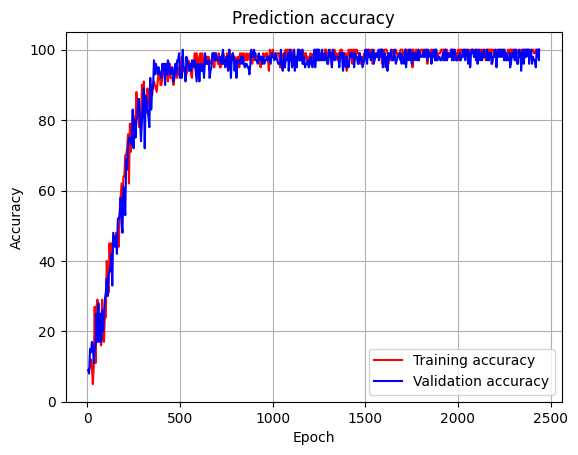 Prediction accuracy
100
80
60
40
20
0
Accuracy
0 500 1000 1500 2000 2500
Epoch
Training accuracy
Validation accuracy